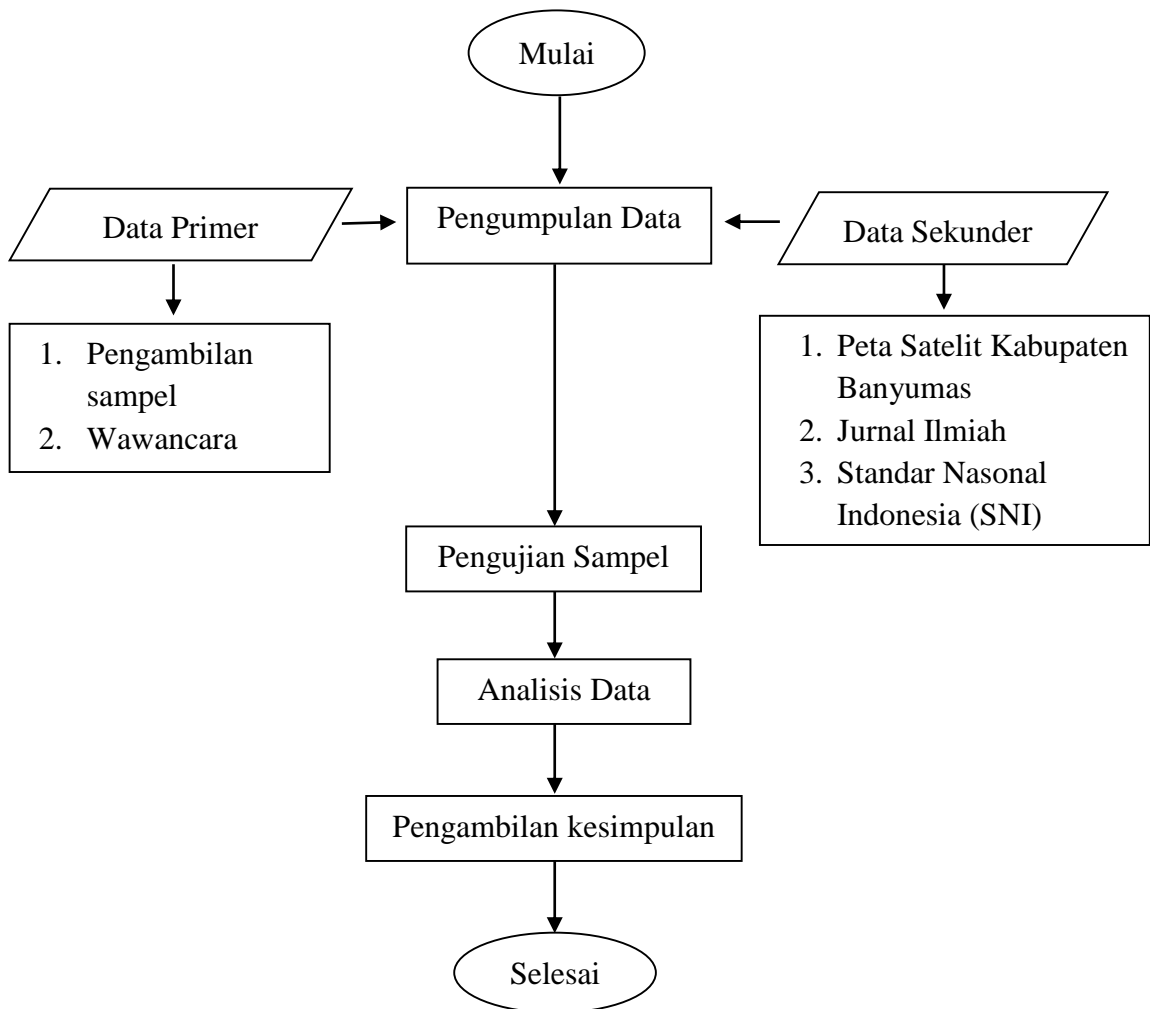 Mulai
Data Primer
Pengumpulan Data
Data Sekunder
1. Pengambilan
sampel
2. Wawancara
1. Peta Satelit Kabupaten
Banyumas
2. Jurnal Ilmiah
3. Standar Nasonal
Indonesia (SNI)
Pengujian Sampel
Analisis Data
Pengambilan kesimpulan
Selesai